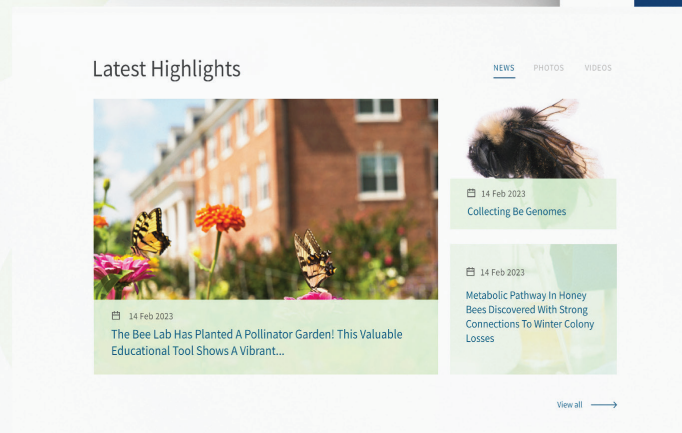 Latest Highlights
NEWS PHOTOS VIDEOS
14 Feb 2023
The Bee Lab Has Planted A Pollinator Garden! This Valuable
Educational Tool Shows A Vibrant...
14 Feb 2023
Collecting Be Genomes
14 Feb 2023
Metabolic Pathway In Honey
Bees Discovered With Strong
Connections To Winter Colony
Losses
View all